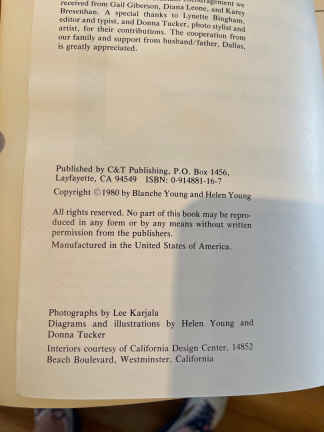 received from Gail Giberson, Diana Leone, and Karey
Bresenhan. A special thanks to Lynette Bingham,
editor and typist, and Donna Tucker, photo stylist and
artist, for their contributions. The cooperation from
our family and support from husband/father, Dallas,
is greatly appreciated.
Published by C&T Publishing, P.O. Box 1456,
Layfayette, CA 94549 ISBN: 0-914881-16-7
Copyright ©1980 by Blanche Young and Helen Young
All rights reserved. No part of this book may be repro-
duced in any form or by any means without written
permission from the publishers.
Manufactured in the United States of America.
Photographs by Lee Karjala
Diagrams and illustrations by Helen Young and
Donna Tucker
Interiors courtesy of California Design Center, 14852
Beach Boulevard, Westminster, California